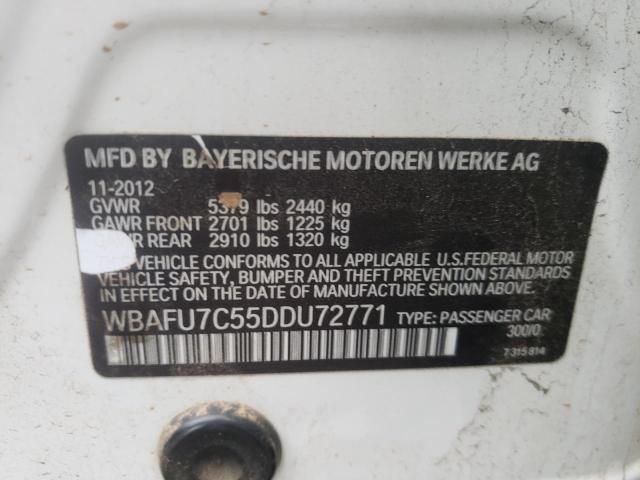 MFD BY BAYERISCHE MOTOREN WERKE AG
11-2012
GVWR 5379 lbs 2440 kg
GAWR FRONT 2701 lbs 1225 kg
REAR 2910 lbs 1320 kg
VEHICLE CONFORMS TO ALL APPLICABLE U.S.FEDERAL MOTOR
VEHICLE SAFETY, BUMPER AND THEFT PREVENTION STANDARDS
IN EFFECT ON THE DATE OF MANUFACTURE SHOWN ABOVE.
WBAFU7C55DDU72771 TYPE: PASSENGER CAR
300/0
7315814